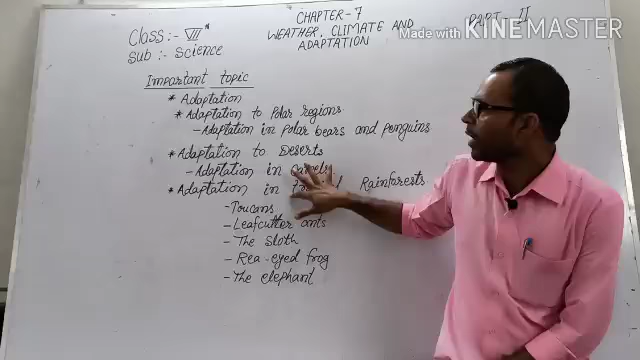 CHAPTER-7
PART II
Made with KINEMASTER
Class:- VII
WEATHER, CLIMATE AND
Sub :- Science
ADAPTATION
Important topic
* Adaptation
* Adaptation to Polar regions
- Adaptation in Polar bears and penguins
* Adaptation to Deserts
- Adaptation in camels
* Adaptation in Rainforests
- Toucans
- Leafcutter ants
- The Sloth
- Rea-eyed frog
- The elephant